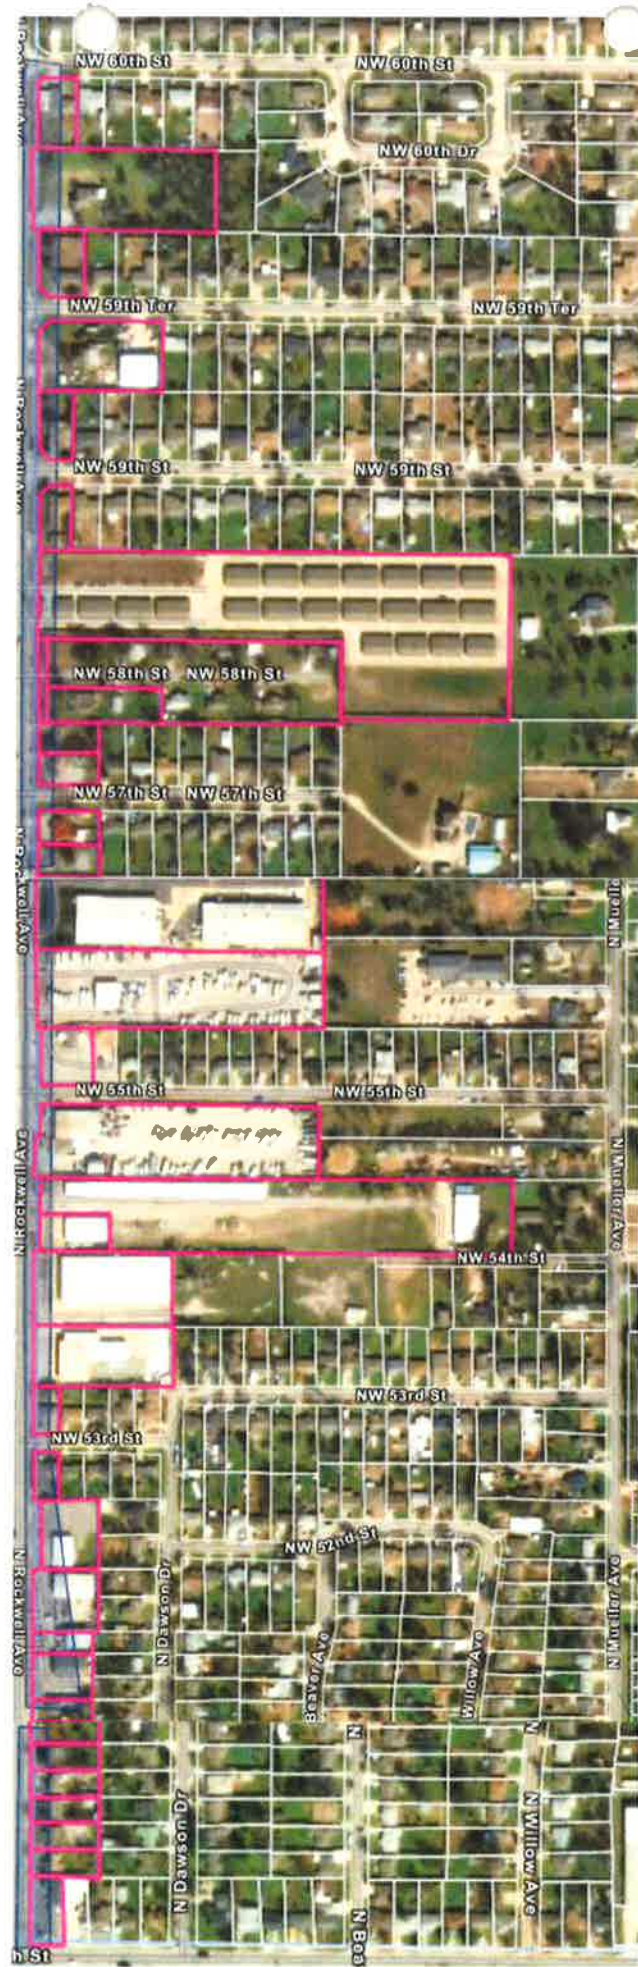 NW 60th St
NW 60th St
NW 60th Dr
NW 59th Ter
NW 59th Ter
N Rockwell Ave
NW 59th St
NW 59th St
NW 58th St
NW 58th St
NW 57th St
NW 57th St
N Rockwell Ave
N Muelle
NW 55th St
NW 55th St
N Rockwell Ave
N Mueller Ave
NW 54th St
NW 53rd St
NW 53rd St
NW 52nd St
N Rockwell Ave
N Dawson Dr
Beaver Ave
Willow Ave
N Mueller Ave
N
N
N Dawson Dr
N Willow Ave
N Bea
h St